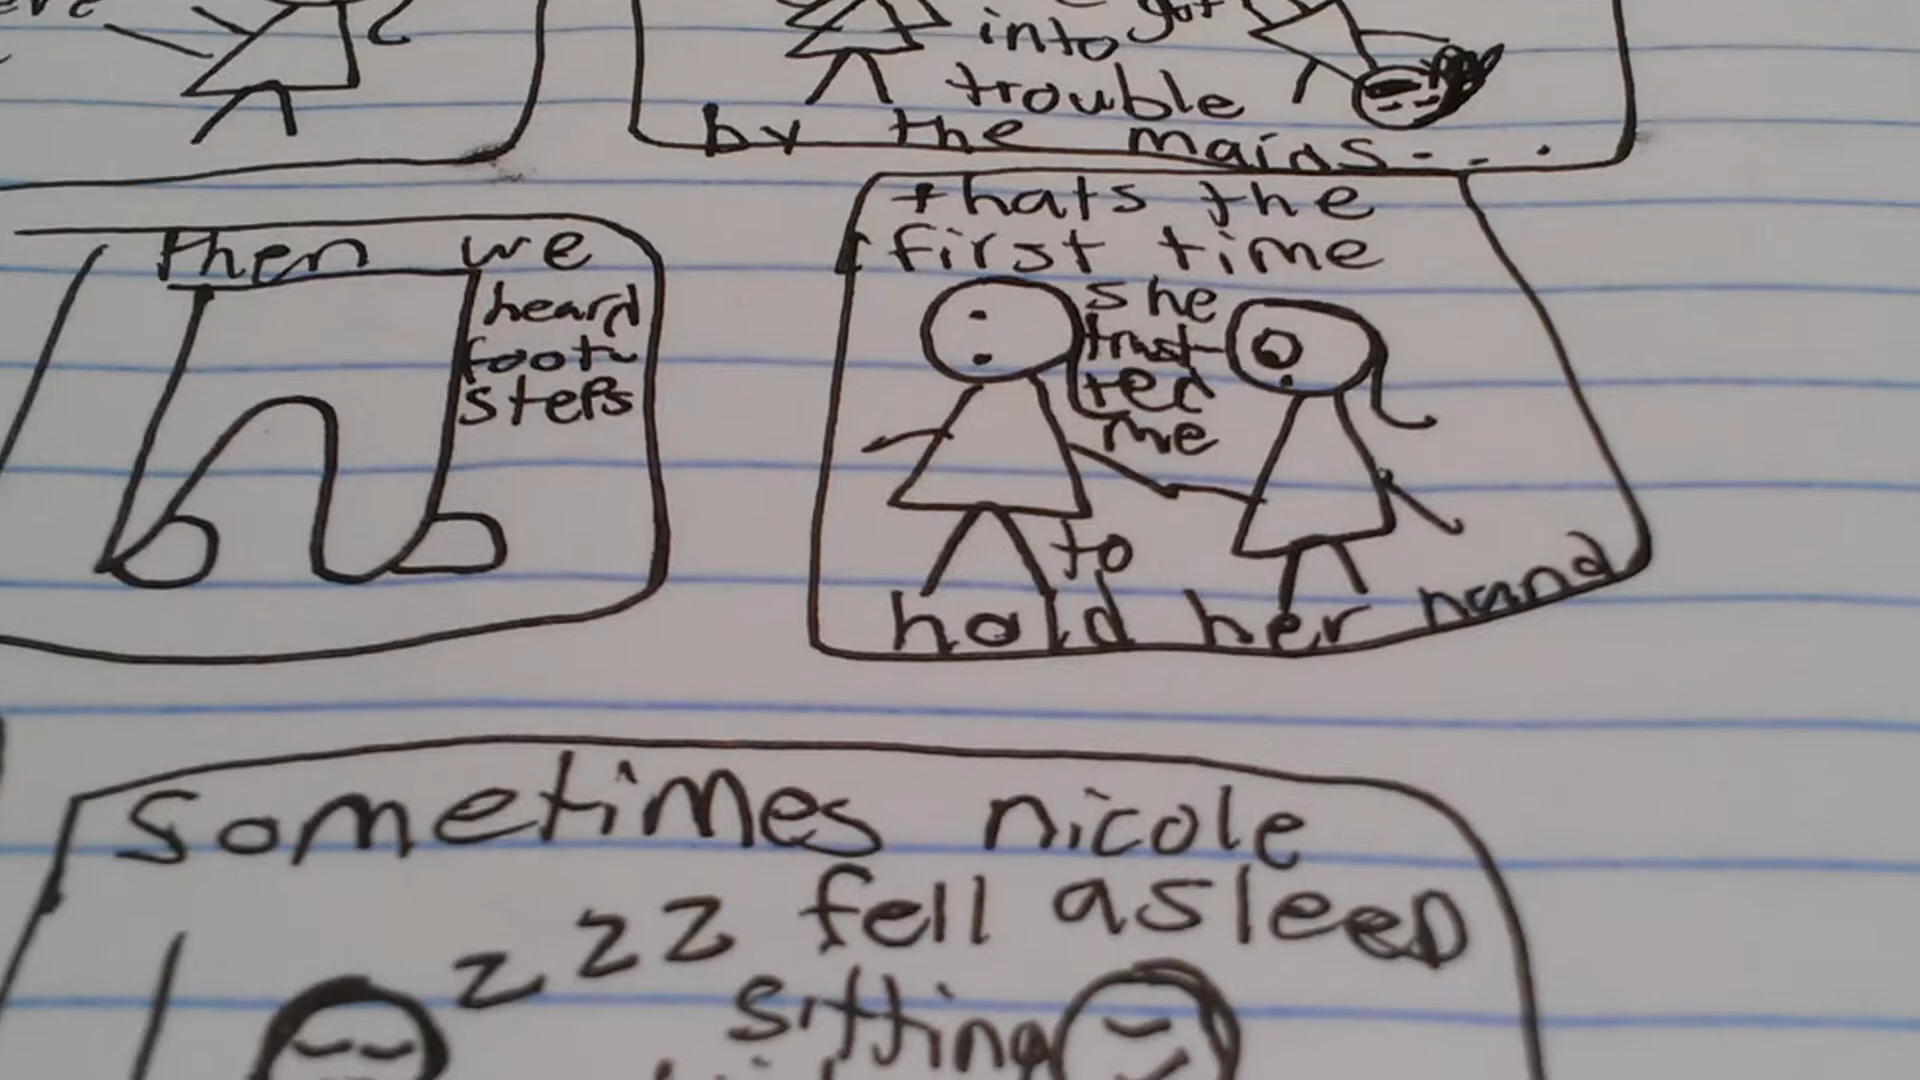 got
into
trouble
by the maids...
then we
heard
foot
steps
thats the
first time
she
trust-
ted
me
to
hold her hand
sometimes nicole
zzz fell asleep
sitting